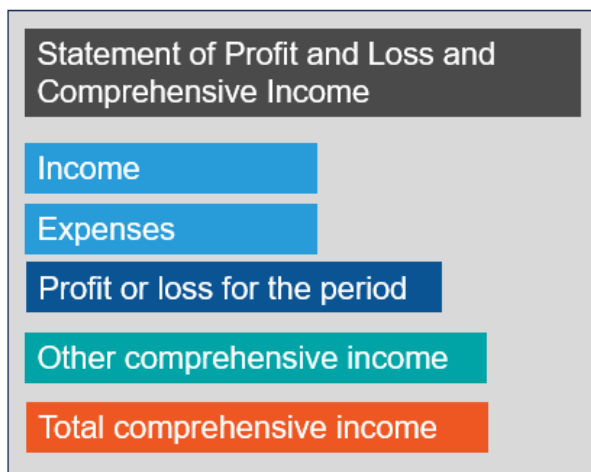 Statement of Profit and Loss and
Comprehensive Income
Income
Expenses
Profit or loss for the period
Other comprehensive income
Total comprehensive income